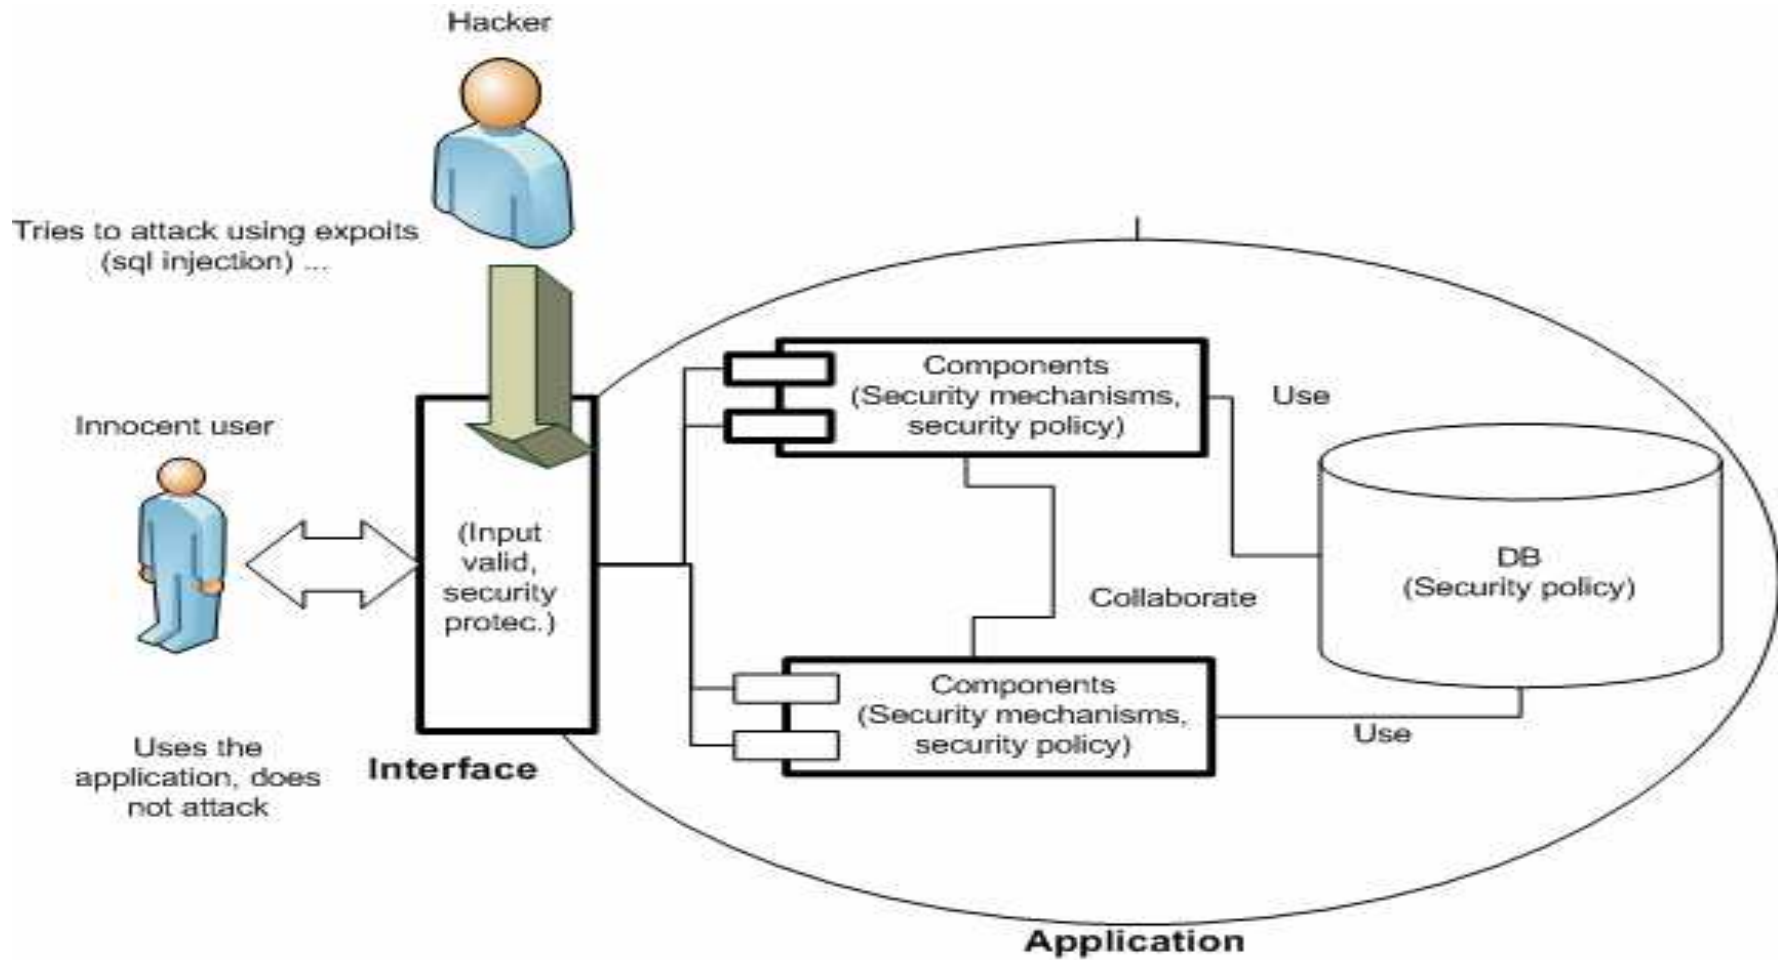 Hacker
Tries to attack using expoits
(sql injection) ...
Innocent user
Uses the
application, does
not attack
(Input
valid,
security
protec.)
Interface
Components
(Security mechanisms,
security policy)
Use
Collaborate
DB
(Security policy)
Components
(Security mechanisms,
security policy)
Use
Application